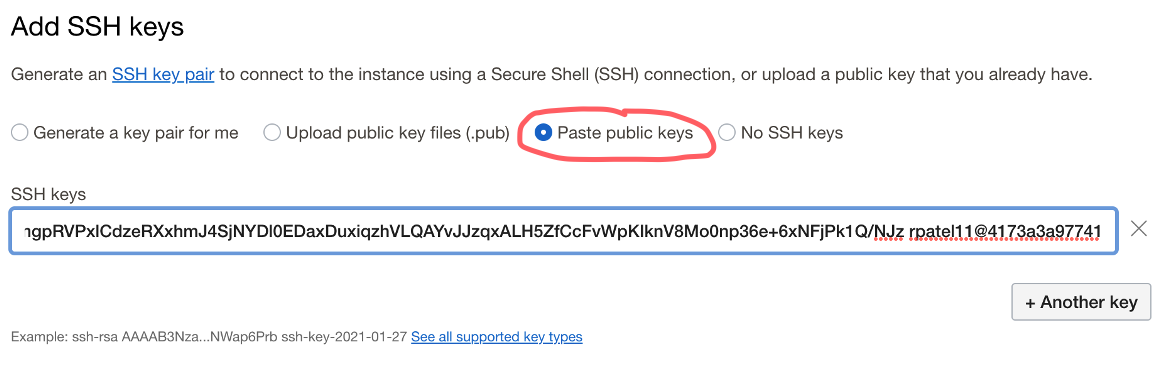 Add SSH keys
Generate an SSH key pair to connect to the instance using a Secure Shell (SSH) connection, or upload a public key that you already have.
Generate a key pair for me Upload public key files (.pub) Paste public keys No SSH keys
SSH keys
ngpRVPxlCdzeRXxhmJ4SjNYDl0EDaxDuxiqzhVLQAYvJJzqxALH5ZfCcFvWpKlknV8Mo0np36e+6xNFjPk1Q/NJz rpatel11@4173a3a97741
+ Another key
Example: ssh-rsa AAAAB3Nza...NWap6Prb ssh-key-2021-01-27 See all supported key types